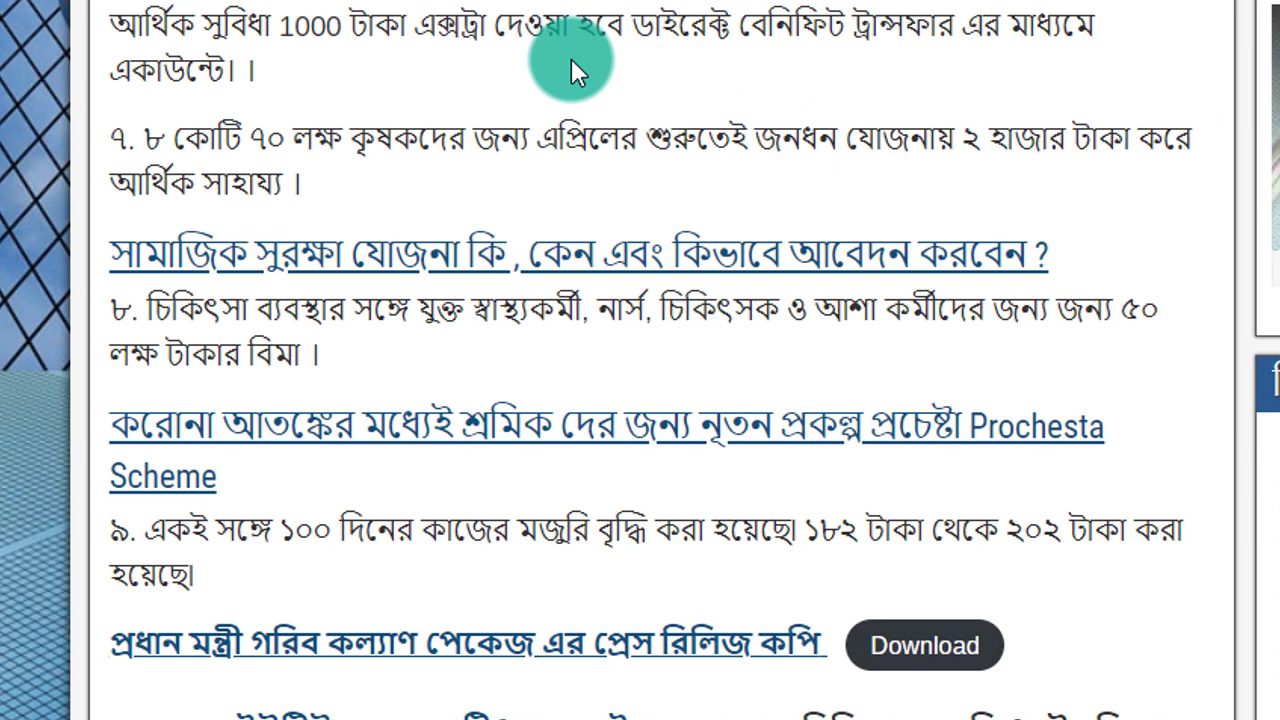 আর্থিক সুবিধা 1000 টাকা এক্সট্রা দেওয়া হবে ডাইরেক্ট বেনিফিট ট্রান্সফার এর মাধ্যমে
একাউন্টে। ।
৭. ৮ কোটি ৭০ লক্ষ কৃষকদের জন্য এপ্রিলের শুরুতেই জনধন যোজনায় ২ হাজার টাকা করে
আর্থিক সাহায্য ।
সামাজিক সুরক্ষা যোজনা কি , কেন এবং কিভাবে আবেদন করবেন ?
৮. চিকিৎসা ব্যবস্থার সঙ্গে যুক্ত স্বাস্থ্যকর্মী, নার্স, চিকিৎসক ও আশা কর্মীদের জন্য জন্য ৫০
লক্ষ টাকার বিমা ।
করোনা আতঙ্কের মধ্যেই শ্রমিক দের জন্য নূতন প্রকল্প প্রচেষ্টা Prochesta
Scheme
৯. একই সঙ্গে ১০০ দিনের কাজের মজুরি বৃদ্ধি করা হয়েছে৷ ১৮২ টাকা থেকে ২০২ টাকা করা
হয়েছে৷
প্রধান মন্ত্রী গরিব কল্যাণ পেকেজ এর প্রেস রিলিজ কপি Download